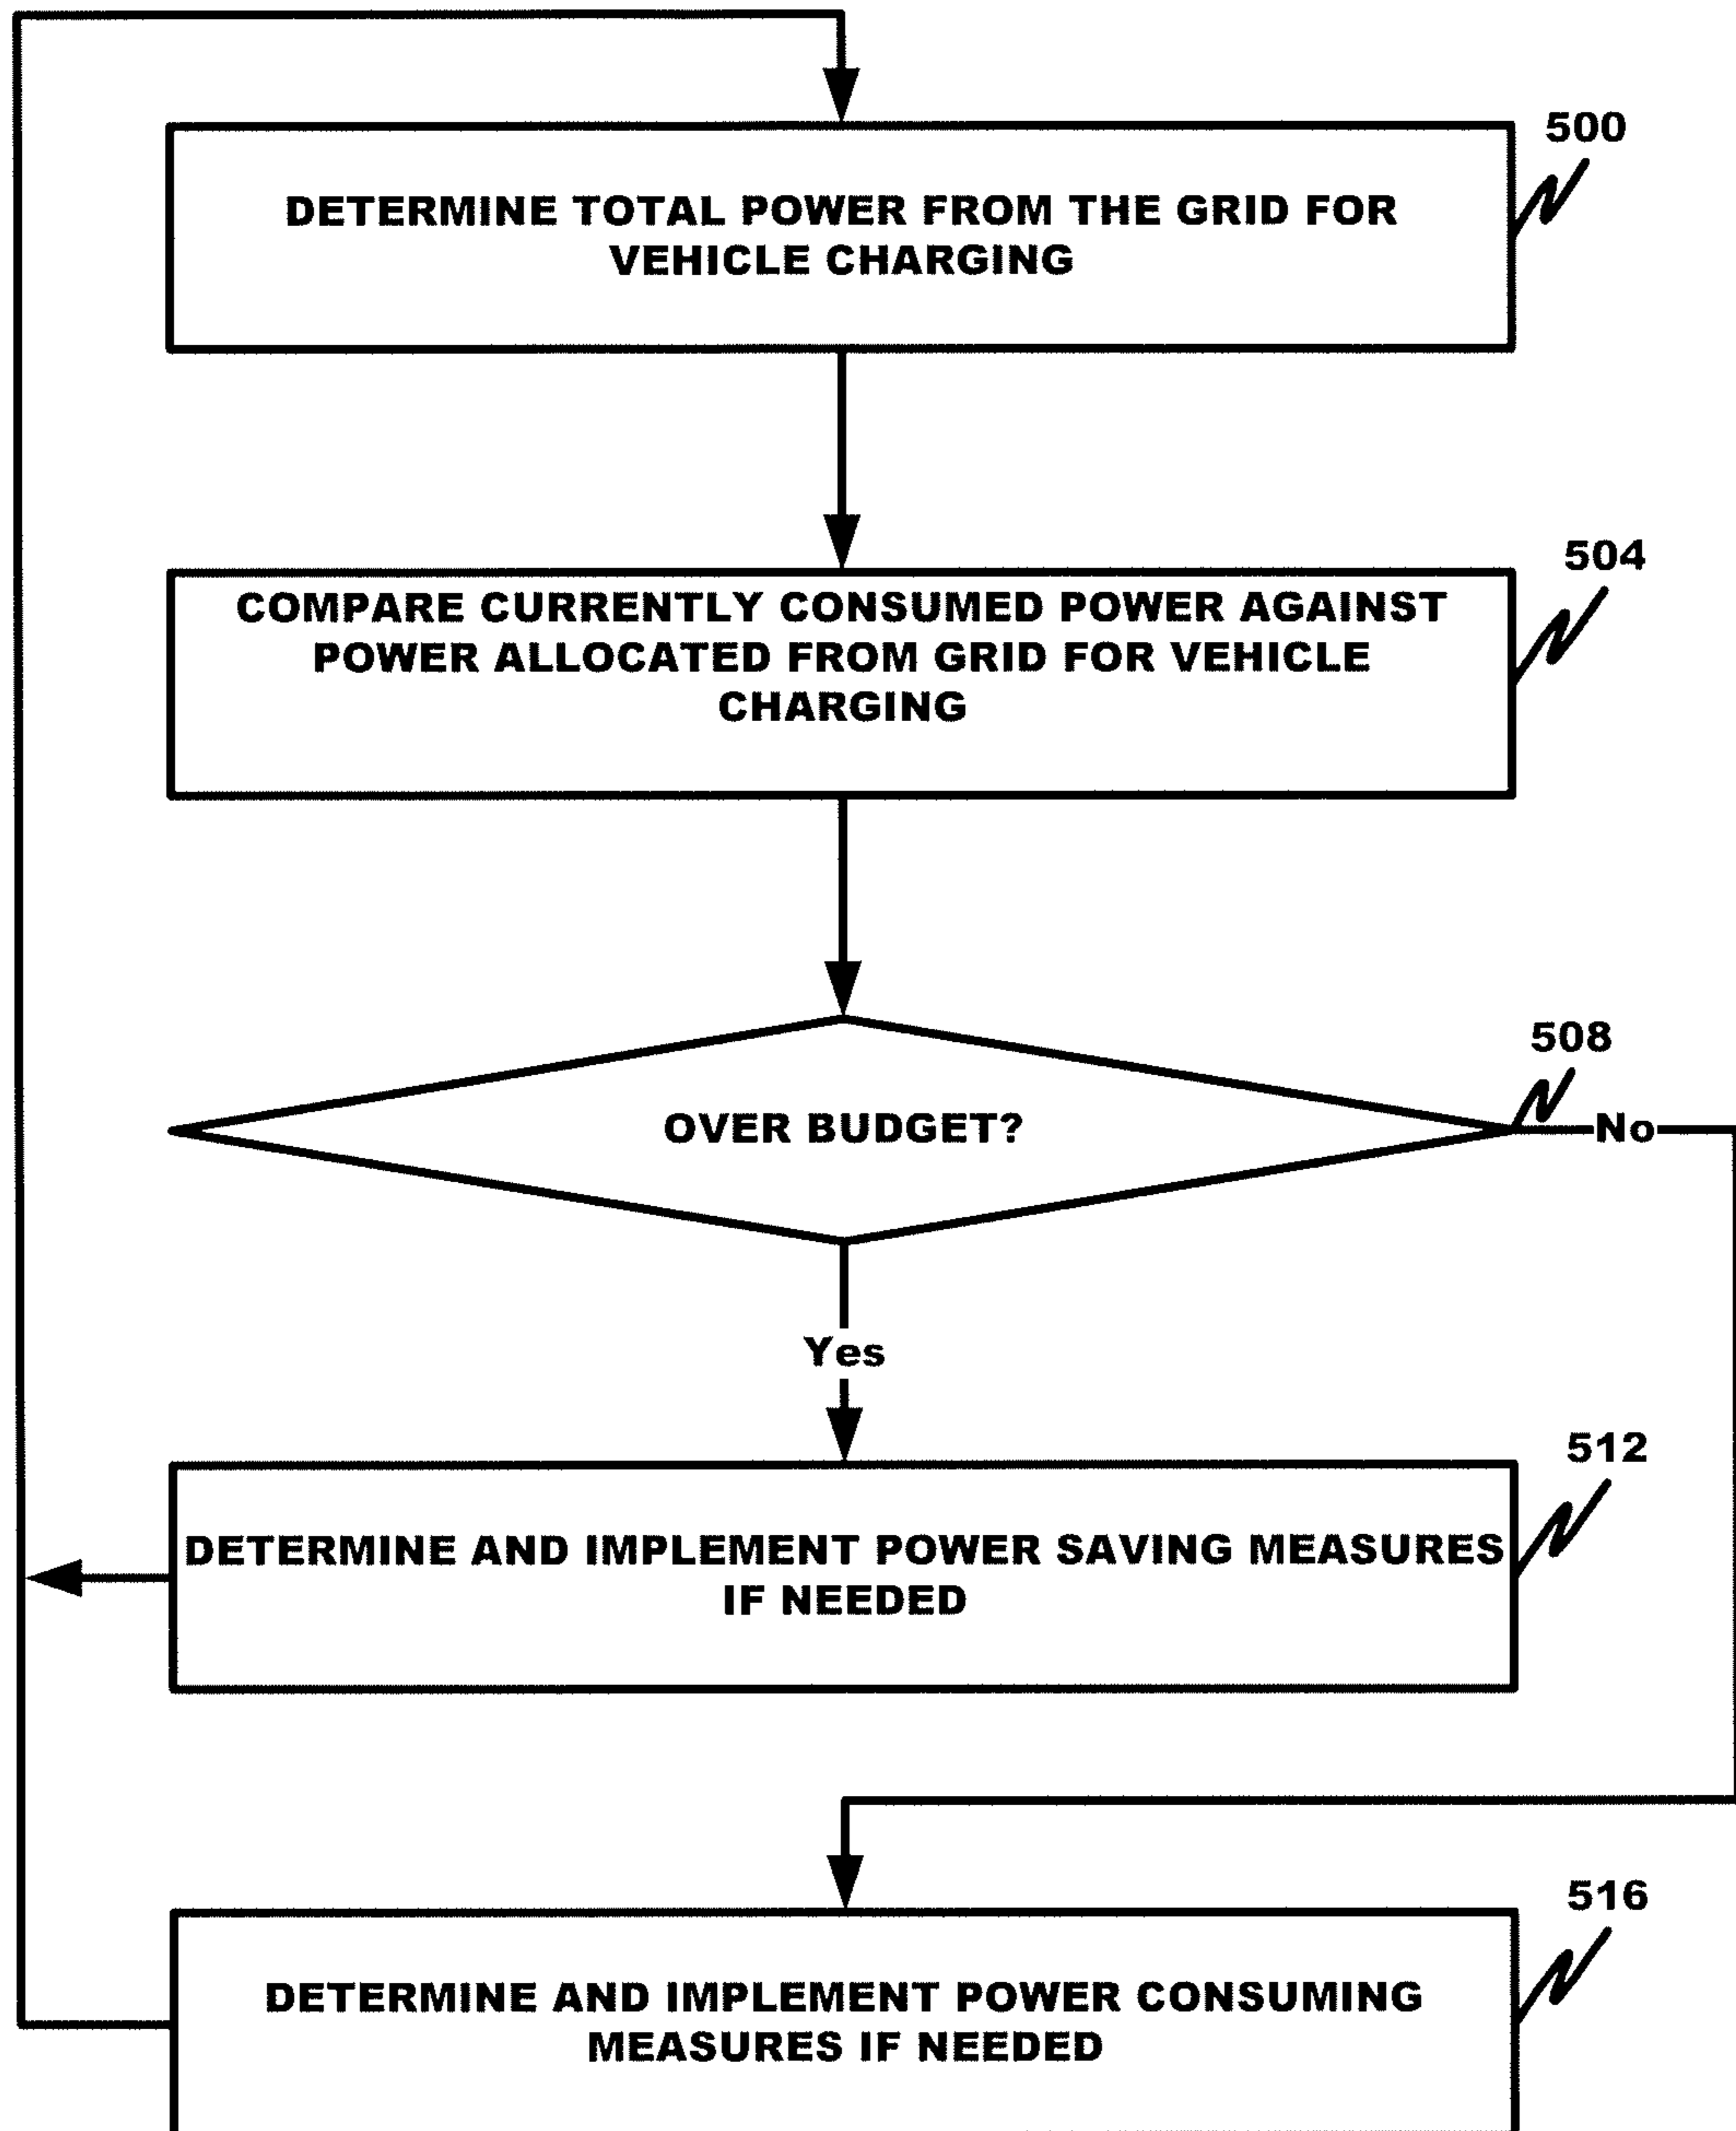 500
DETERMINE TOTAL POWER FROM THE GRID FOR
VEHICLE CHARGING
504
COMPARE CURRENTLY CONSUMED POWER AGAINST
POWER ALLOCATED FROM GRID FOR VEHICLE
CHARGING
508
OVER BUDGET?
No
Yes
512
DETERMINE AND IMPLEMENT POWER SAVING MEASURES
IF NEEDED
516
DETERMINE AND IMPLEMENT POWER CONSUMING
MEASURES IF NEEDED